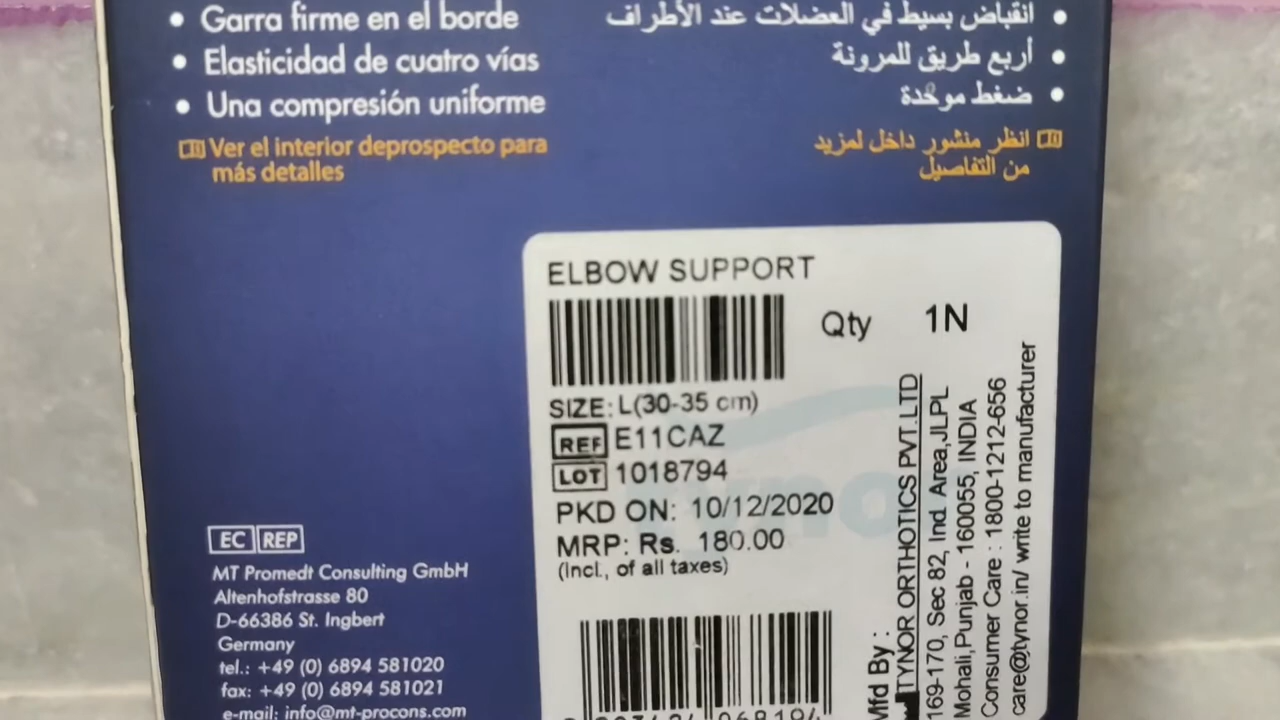 • Garra firme en el borde
• Elasticidad de cuatro vías
• Una compresión uniforme
Ver el interior deprospecto para
más detalles
• انقباض بسيط في العضلات عند الأطراف
• أربع طريق للمرونة
• ضغط موحّدة
انظر منشور داخل لمزيد
من التفاصيل
ELBOW SUPPORT
Qty 1N
SIZE: L(30-35 cm)
REF E11CAZ
LOT 1018794
PKD ON: 10/12/2020
MRP: Rs. 180.00
(Incl., of all taxes)
Mfd By :
TYNOR ORTHOTICS PVT.LTD
169-170, Sec 82, Ind. Area,JLPL
Mohali,Punjab - 160055, INDIA
Consumer Care : 1800-1212-656
care@tynor.in/ write to manufacturer
tynor
EC REP
MT Promedt Consulting GmbH
Altenhofstrasse 80
D-66386 St. Ingbert
Germany
tel.: +49 (0) 6894 581020
fax: +49 (0) 6894 581021
e-mail: info@mt-procons.com